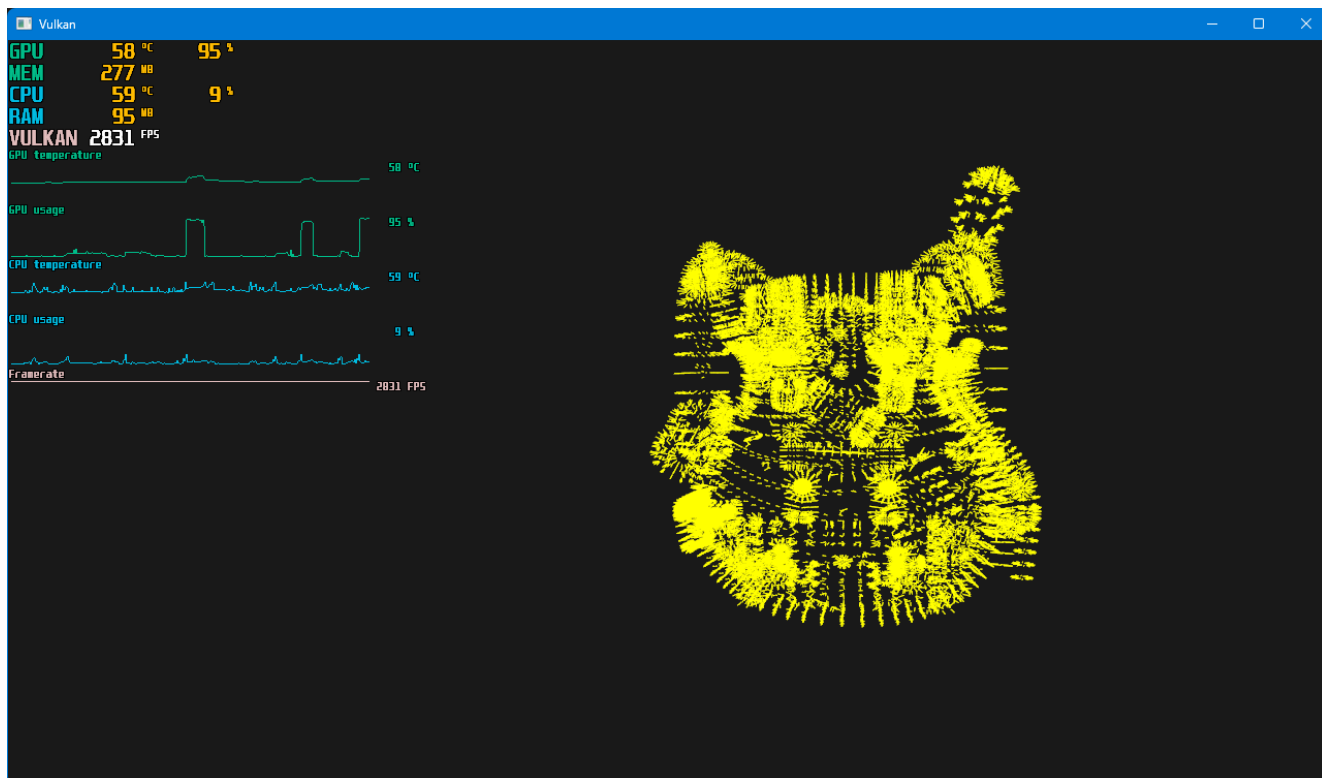 Vulkan
GPU 58 °C 95 %
MEM 277 MB
CPU 59 °C 9 %
RAM 95 MB
VULKAN 2831 FPS
GPU temperature
58 °C
GPU usage
95 %
CPU temperature
59 °C
CPU usage
9 %
Framerate
2831 FPS